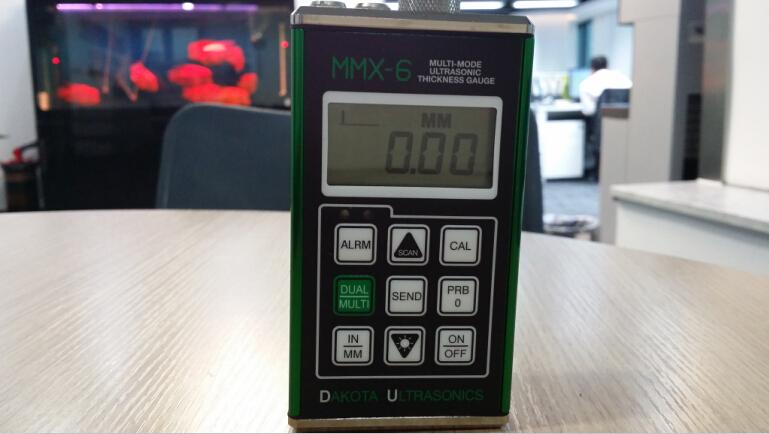 MMX-6
MULTI-MODE
ULTRASONIC
THICKNESS GAUGE
MM
0.00
ALRM
SCAN
CAL
DUAL
MULTI
SEND
PRB
0
IN
MM
ON
OFF
DAKOTA ULTRASONICS